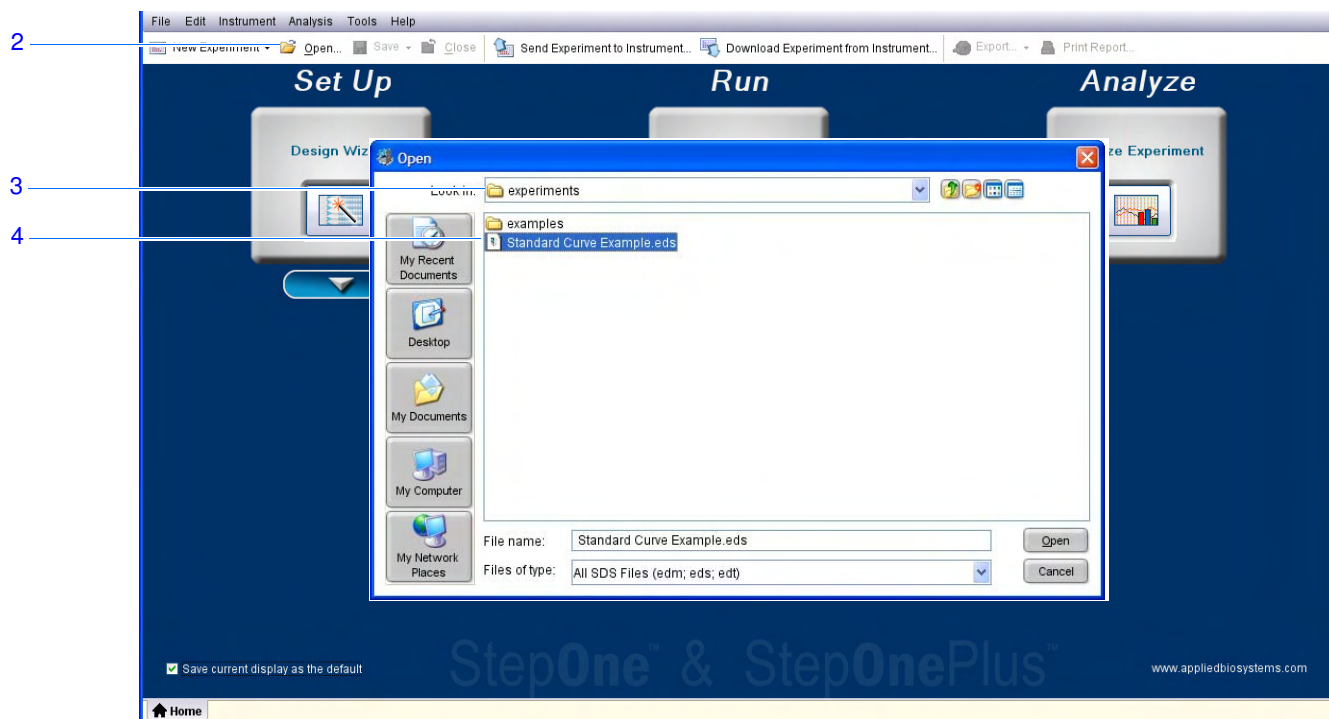 File Edit Instrument Analysis Tools Help
2
New Experiment Open... Save Close Send Experiment to Instrument... Download Experiment from Instrument... Export... Print Report...
Set Up Run Analyze
Design Wiz
ze Experiment
Open
3
Look in: experiments
examples
4
Standard Curve Example.eds
My Recent
Documents
Desktop
My Documents
My Computer
My Network
Places
File name: Standard Curve Example.eds Open
Files of type: All SDS Files (edm; eds; edt) Cancel
StepOne™ & StepOnePlus™
Save current display as the default
www.appliedbiosystems.com
Home